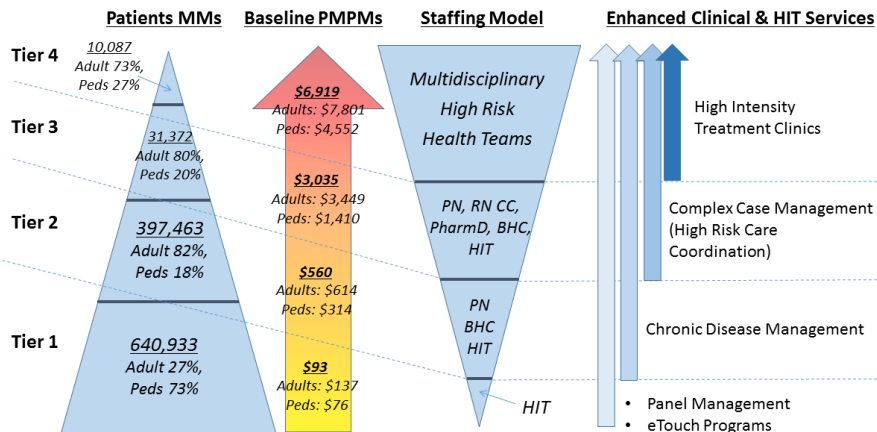 Patients MMs
Baseline PMPMs
Staffing Model
Enhanced Clinical & HIT Services
Tier 4
10,087
Adult 73%,
Peds 27%
Tier 3
31,372
Adult 80%,
Peds 20%
Tier 2
397,463
Adult 82%,
Peds 18%
Tier 1
640,933
Adult 27%,
Peds 73%
$6,919
Adults: $7,801
Peds: $4,552
$3,035
Adults: $3,449
Peds: $1,410
$560
Adults: $614
Peds: $314
$93
Adults: $137
Peds: $76
Multidisciplinary
High Risk
Health Teams
PN, RN CC,
PharmD, BHC,
HIT
PN
BHC
HIT
HIT
High Intensity
Treatment Clinics
Complex Case Management
(High Risk Care
Coordination)
Chronic Disease Management
• Panel Management
• eTouch Programs